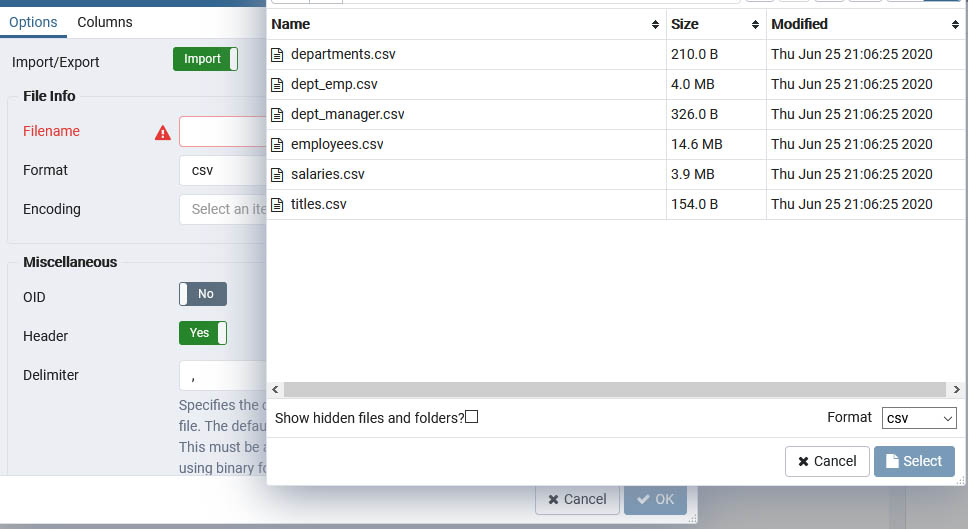 Options Columns
Import/Export Import
File Info
Filename
Format csv
Encoding Select an ite
Miscellaneous
OID No
Header Yes
Delimiter ,
Specifies the
file. The defau
This must be
using binary fo
Cancel OK
Name Size Modified
departments.csv 210.0 B Thu Jun 25 21:06:25 2020
dept_emp.csv 4.0 MB Thu Jun 25 21:06:25 2020
dept_manager.csv 326.0 B Thu Jun 25 21:06:25 2020
employees.csv 14.6 MB Thu Jun 25 21:06:25 2020
salaries.csv 3.9 MB Thu Jun 25 21:06:25 2020
titles.csv 154.0 B Thu Jun 25 21:06:25 2020
Show hidden files and folders? Format csv
Cancel Select